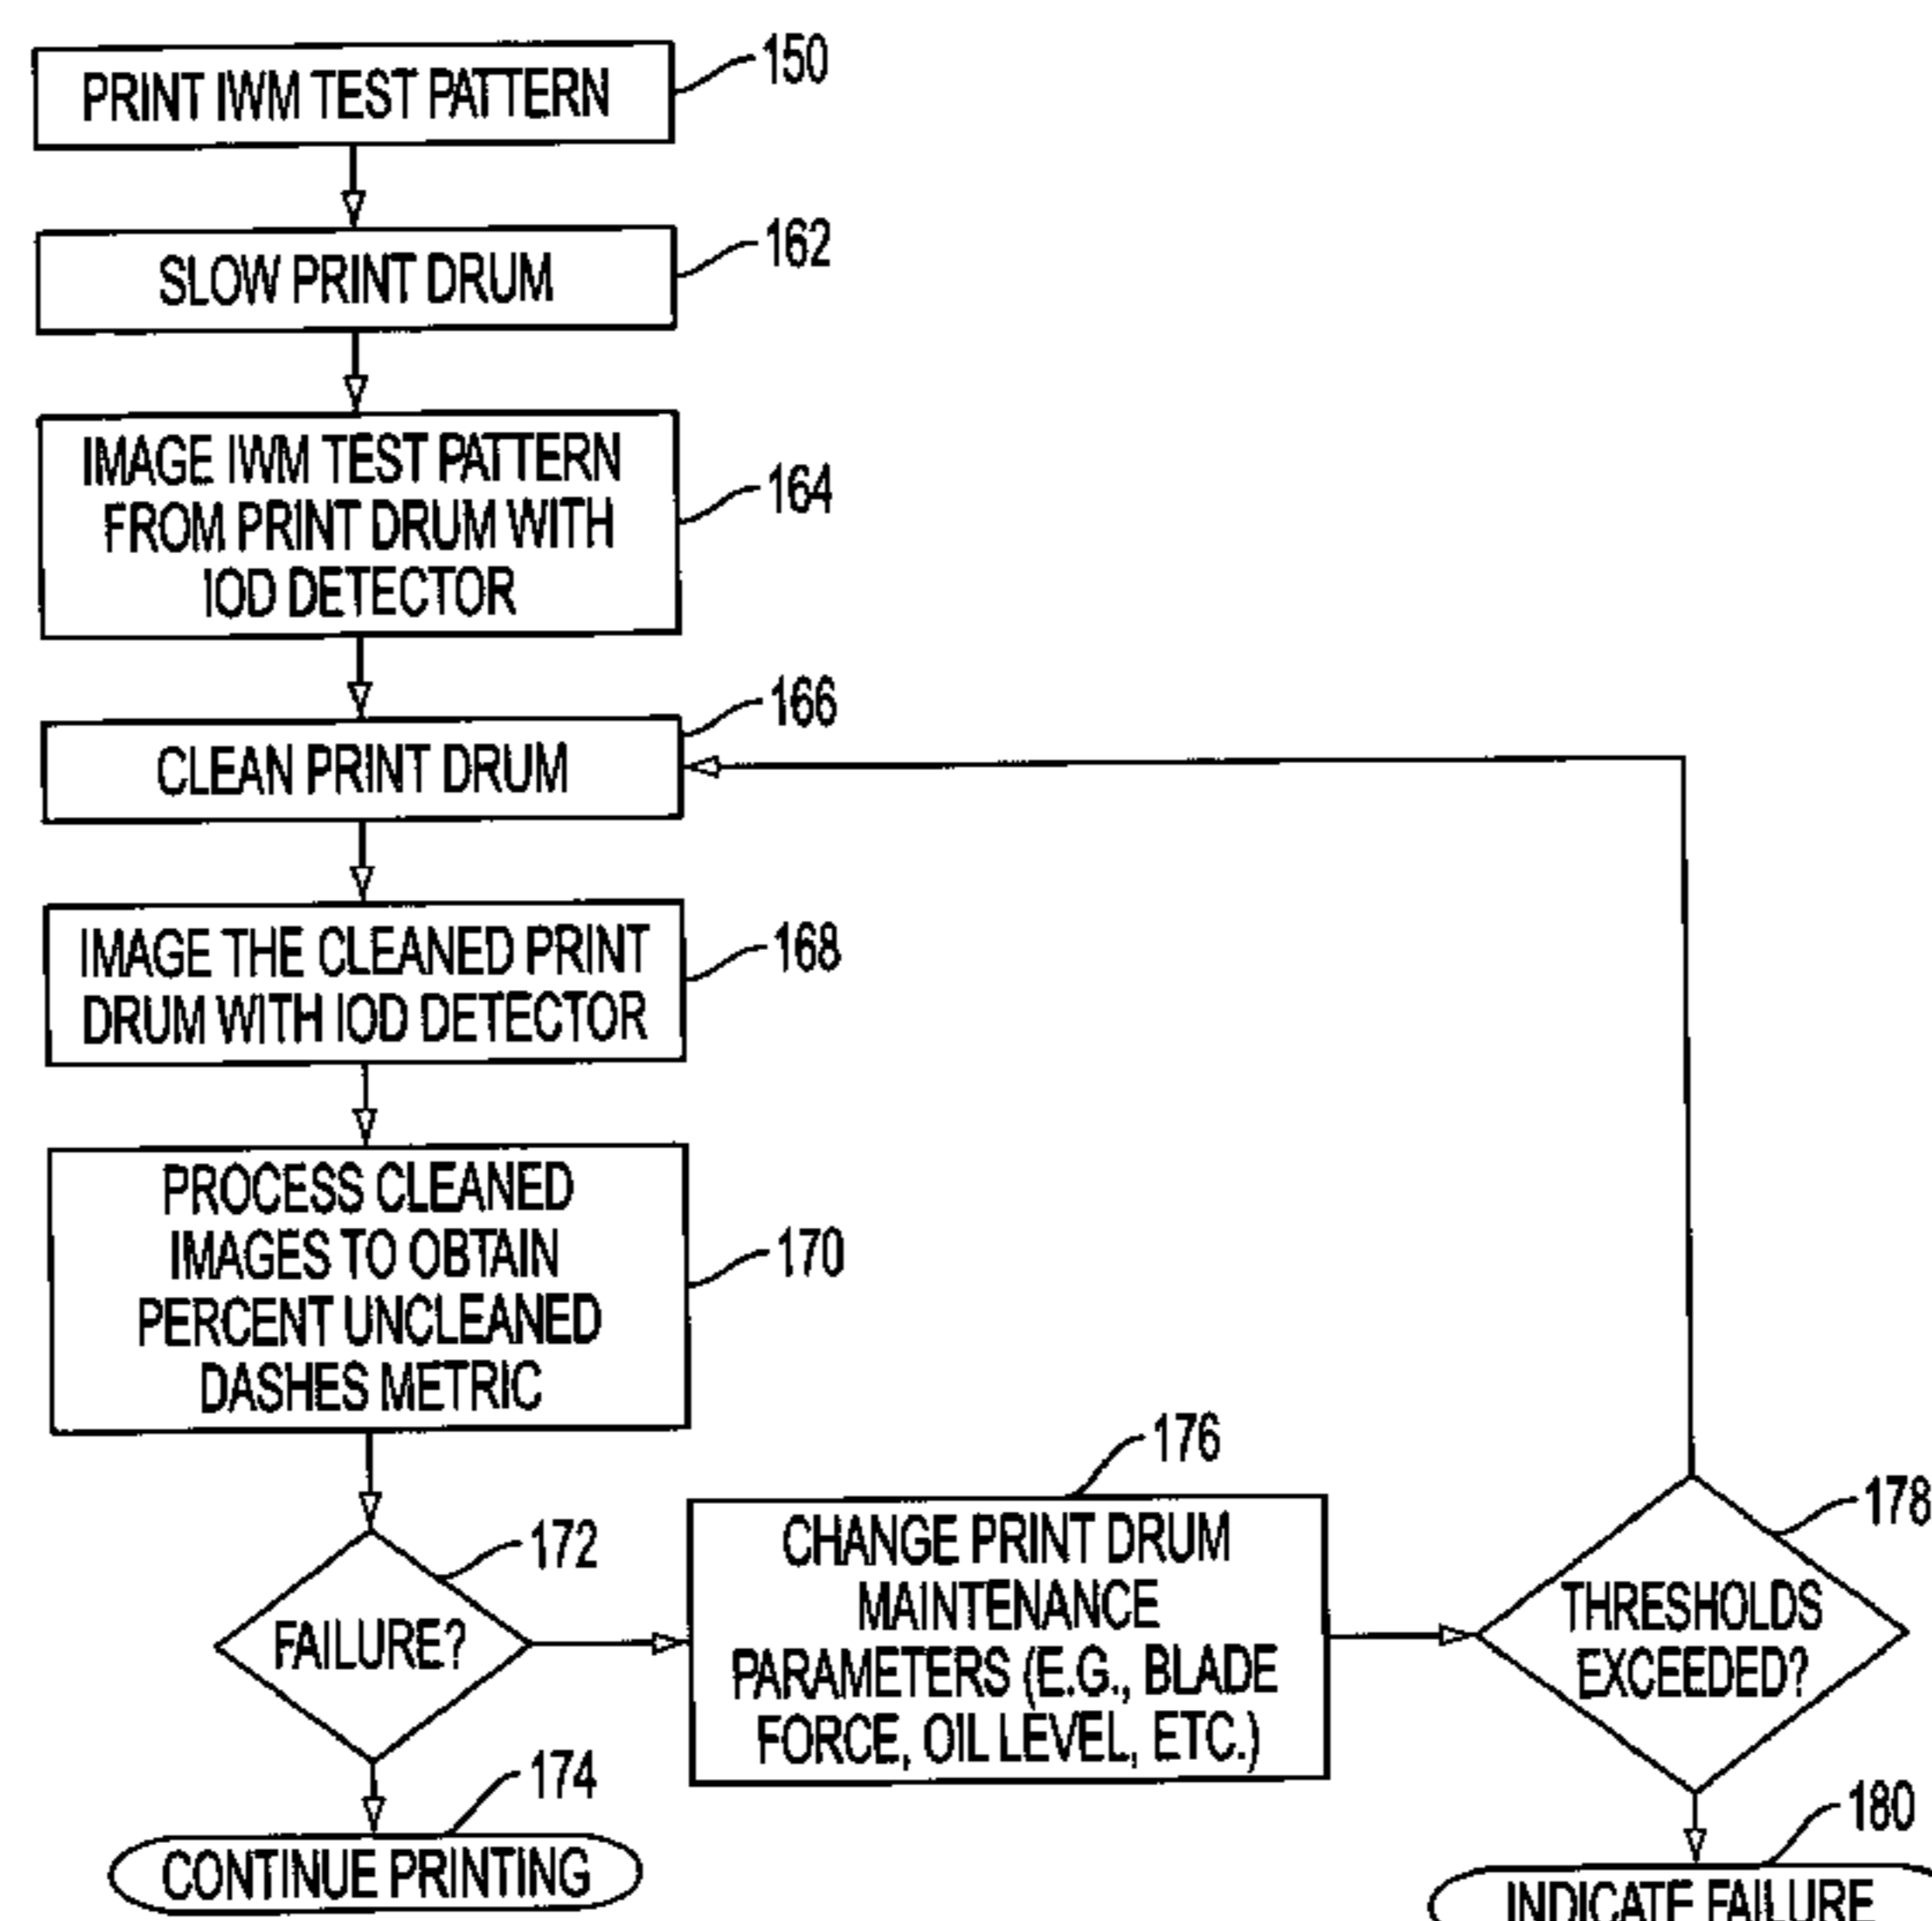 PRINT IWM TEST PATTERN
150
SLOW PRINT DRUM
162
IMAGE IWM TEST PATTERN
FROM PRINT DRUM WITH
IOD DETECTOR
164
CLEAN PRINT DRUM
166
IMAGE THE CLEANED PRINT
DRUM WITH IOD DETECTOR
168
PROCESS CLEANED
IMAGES TO OBTAIN
PERCENT UNCLEANED
DASHES METRIC
170
FAILURE?
172
CHANGE PRINT DRUM
MAINTENANCE
PARAMETERS (E.G., BLADE
FORCE, OIL LEVEL, ETC.)
176
THRESHOLDS
EXCEEDED?
178
CONTINUE PRINTING
174
INDICATE FAILURE
180